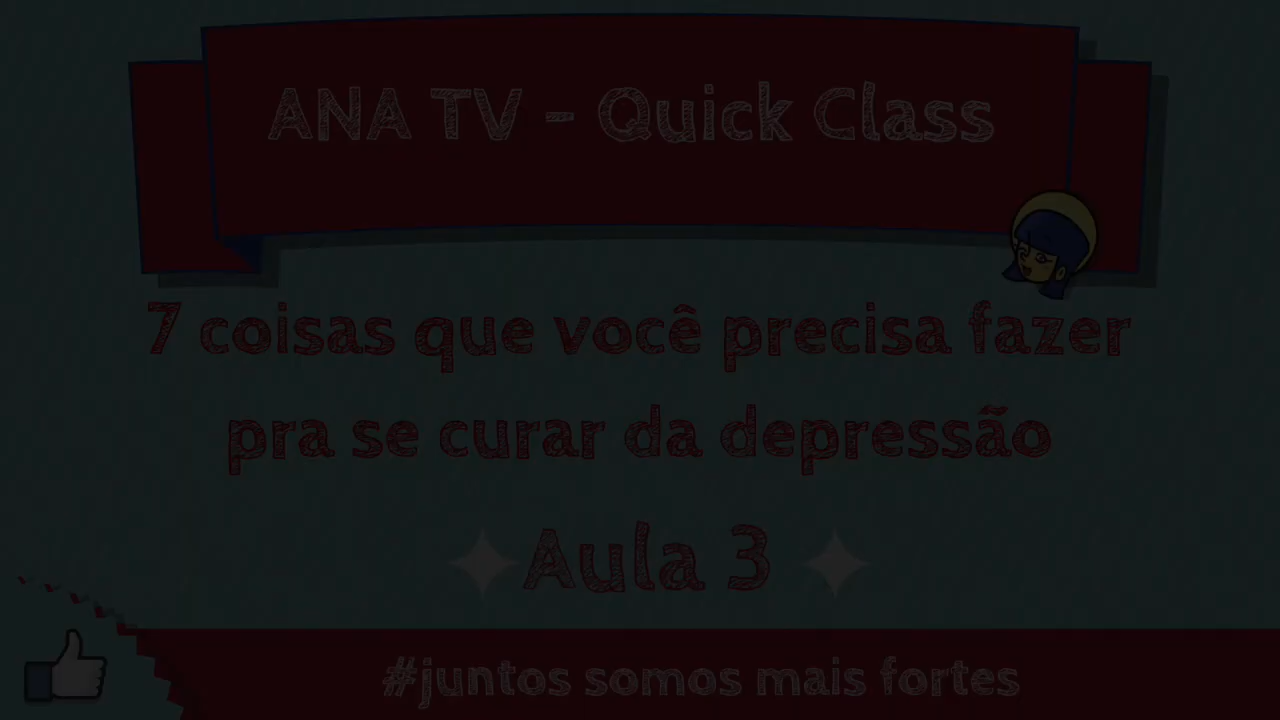 ANA TV - Quick Class
7 coisas que você precisa fazer
pra se curar da depressão
Aula 3
#juntos somos mais fortes